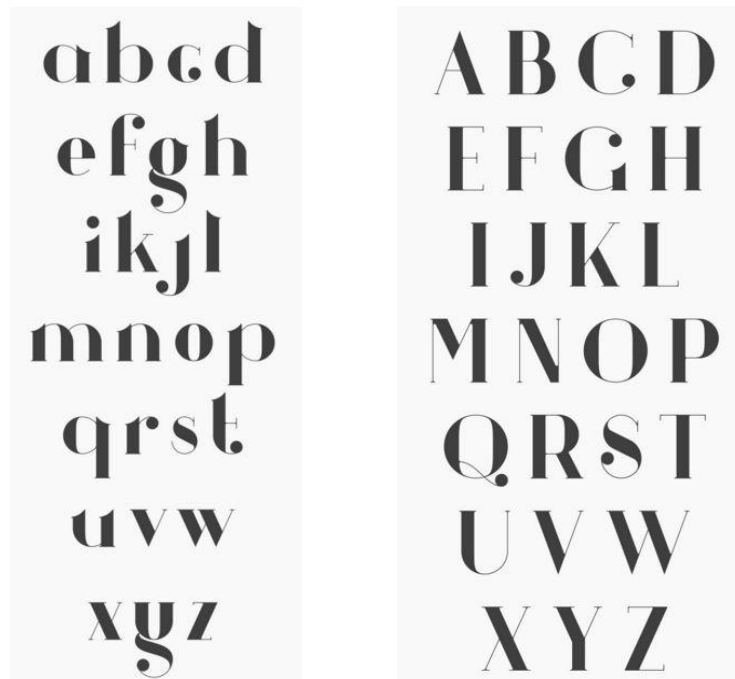 abcd
efgh
ikjl
mnop
qrst
uvw
xyz
ABCD
EFGH
IJKL
MNOP
QRST
UVW
XYZ